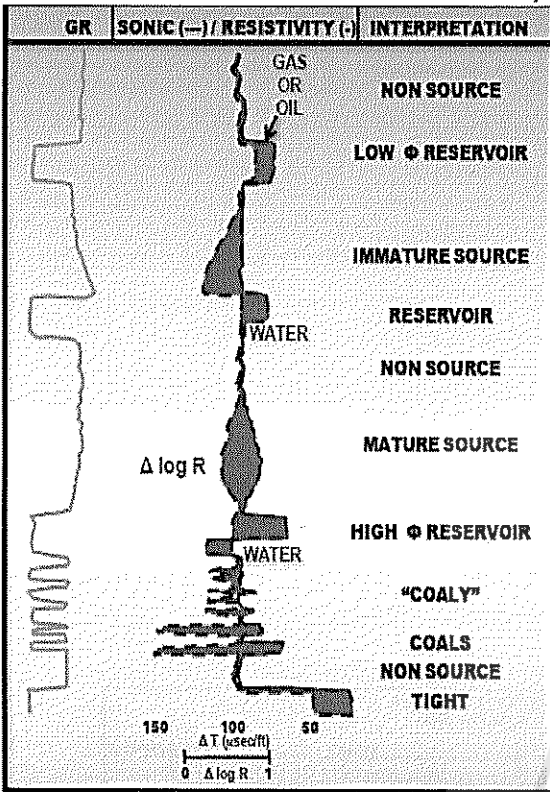 GR SONIC (---) / RESISTIVITY (-) INTERPRETATION
GAS
OR
OIL
NON SOURCE
LOW Φ RESERVOIR
IMMATURE SOURCE
RESERVOIR
WATER
NON SOURCE
MATURE SOURCE
Δ log R
HIGH Φ RESERVOIR
WATER
"COALY"
COALS
NON SOURCE
TIGHT
150 100 50
Δ T (µsec/ft)
0 Δ log R 1